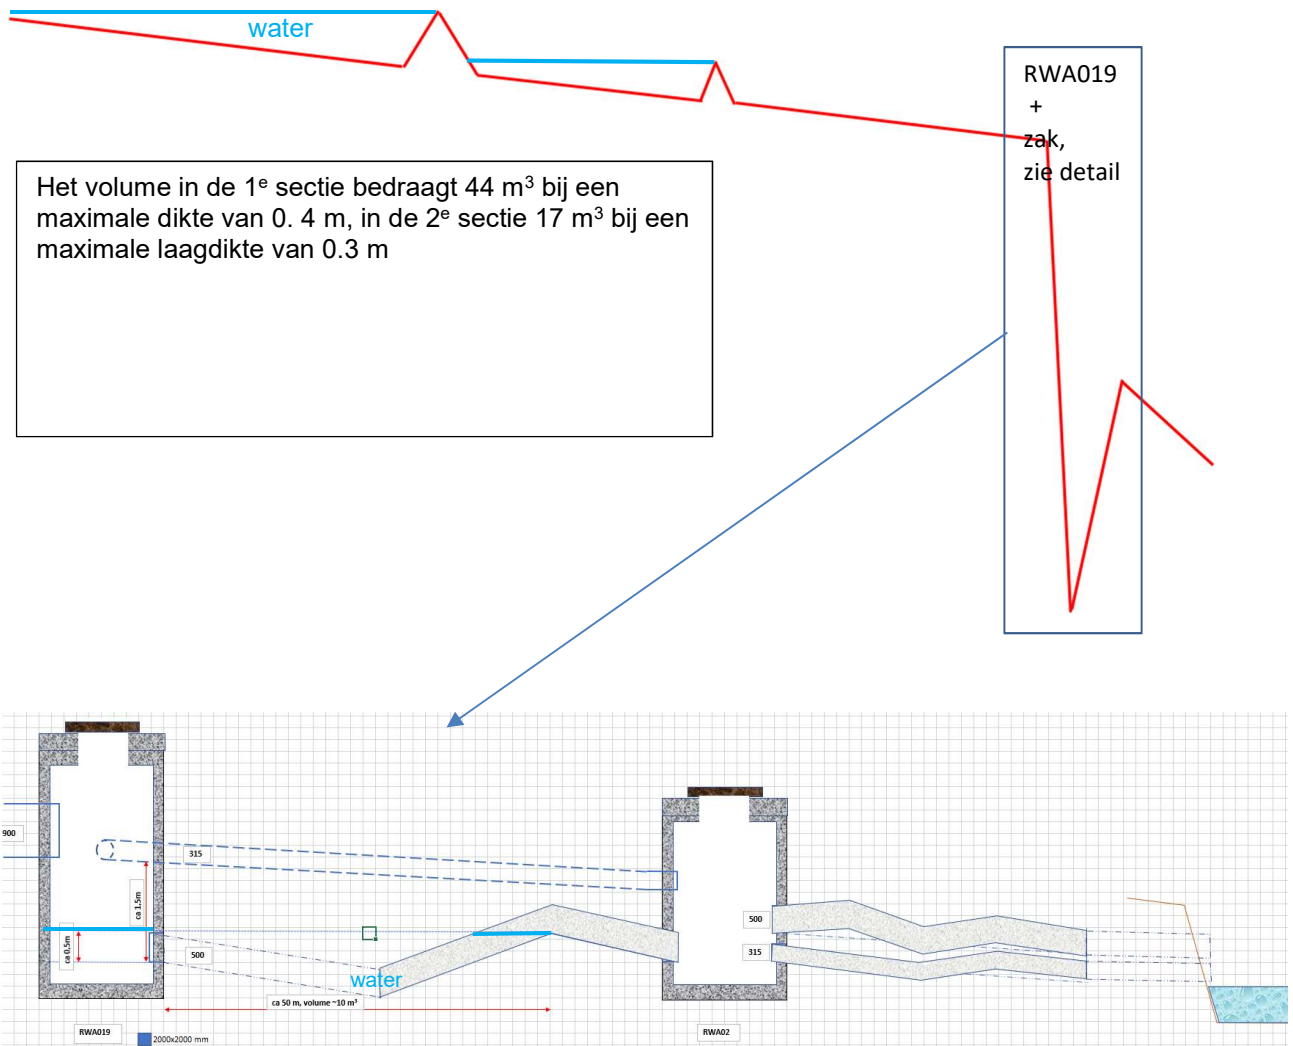 water
RWA019
+
zak,
zie detail
Het volume in de 1e sectie bedraagt 44 m³ bij een
maximale dikte van 0. 4 m, in de 2e sectie 17 m³ bij een
maximale laagdikte van 0.3 m
900
315
ca 1,5m
ca 0,5m
500
water
ca 50 m, volume ~10 m³
500
315
RWA019
RWA02
2000x2000 mm